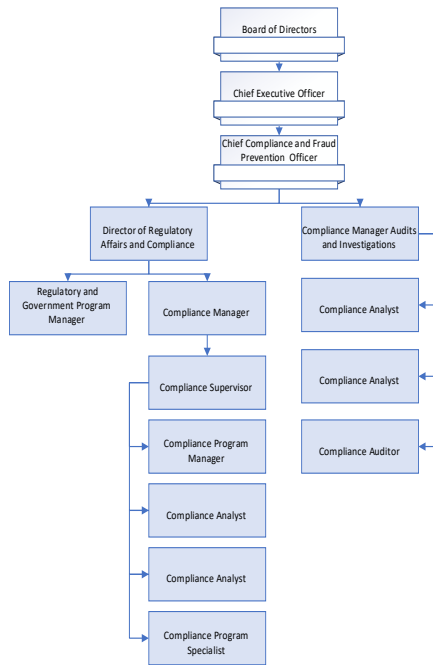 Board of Directors
Chief Executive Officer
Chief Compliance and Fraud
Prevention Officer
Director of Regulatory
Affairs and Compliance
Compliance Manager Audits
and Investigations
Regulatory and
Government Program
Manager
Compliance Manager
Compliance Analyst
Compliance Supervisor
Compliance Analyst
Compliance Program
Manager
Compliance Auditor
Compliance Analyst
Compliance Analyst
Compliance Program
Specialist